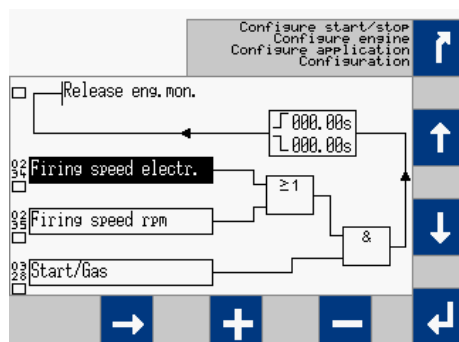 Configure start/stop
Configure engine
Configure application
Configuration
Release eng.mon.
000.00s
000.00s
02
34
Firing speed electr.
≥1
02
35
Firing speed rpm
&
03
28
Start/Gas